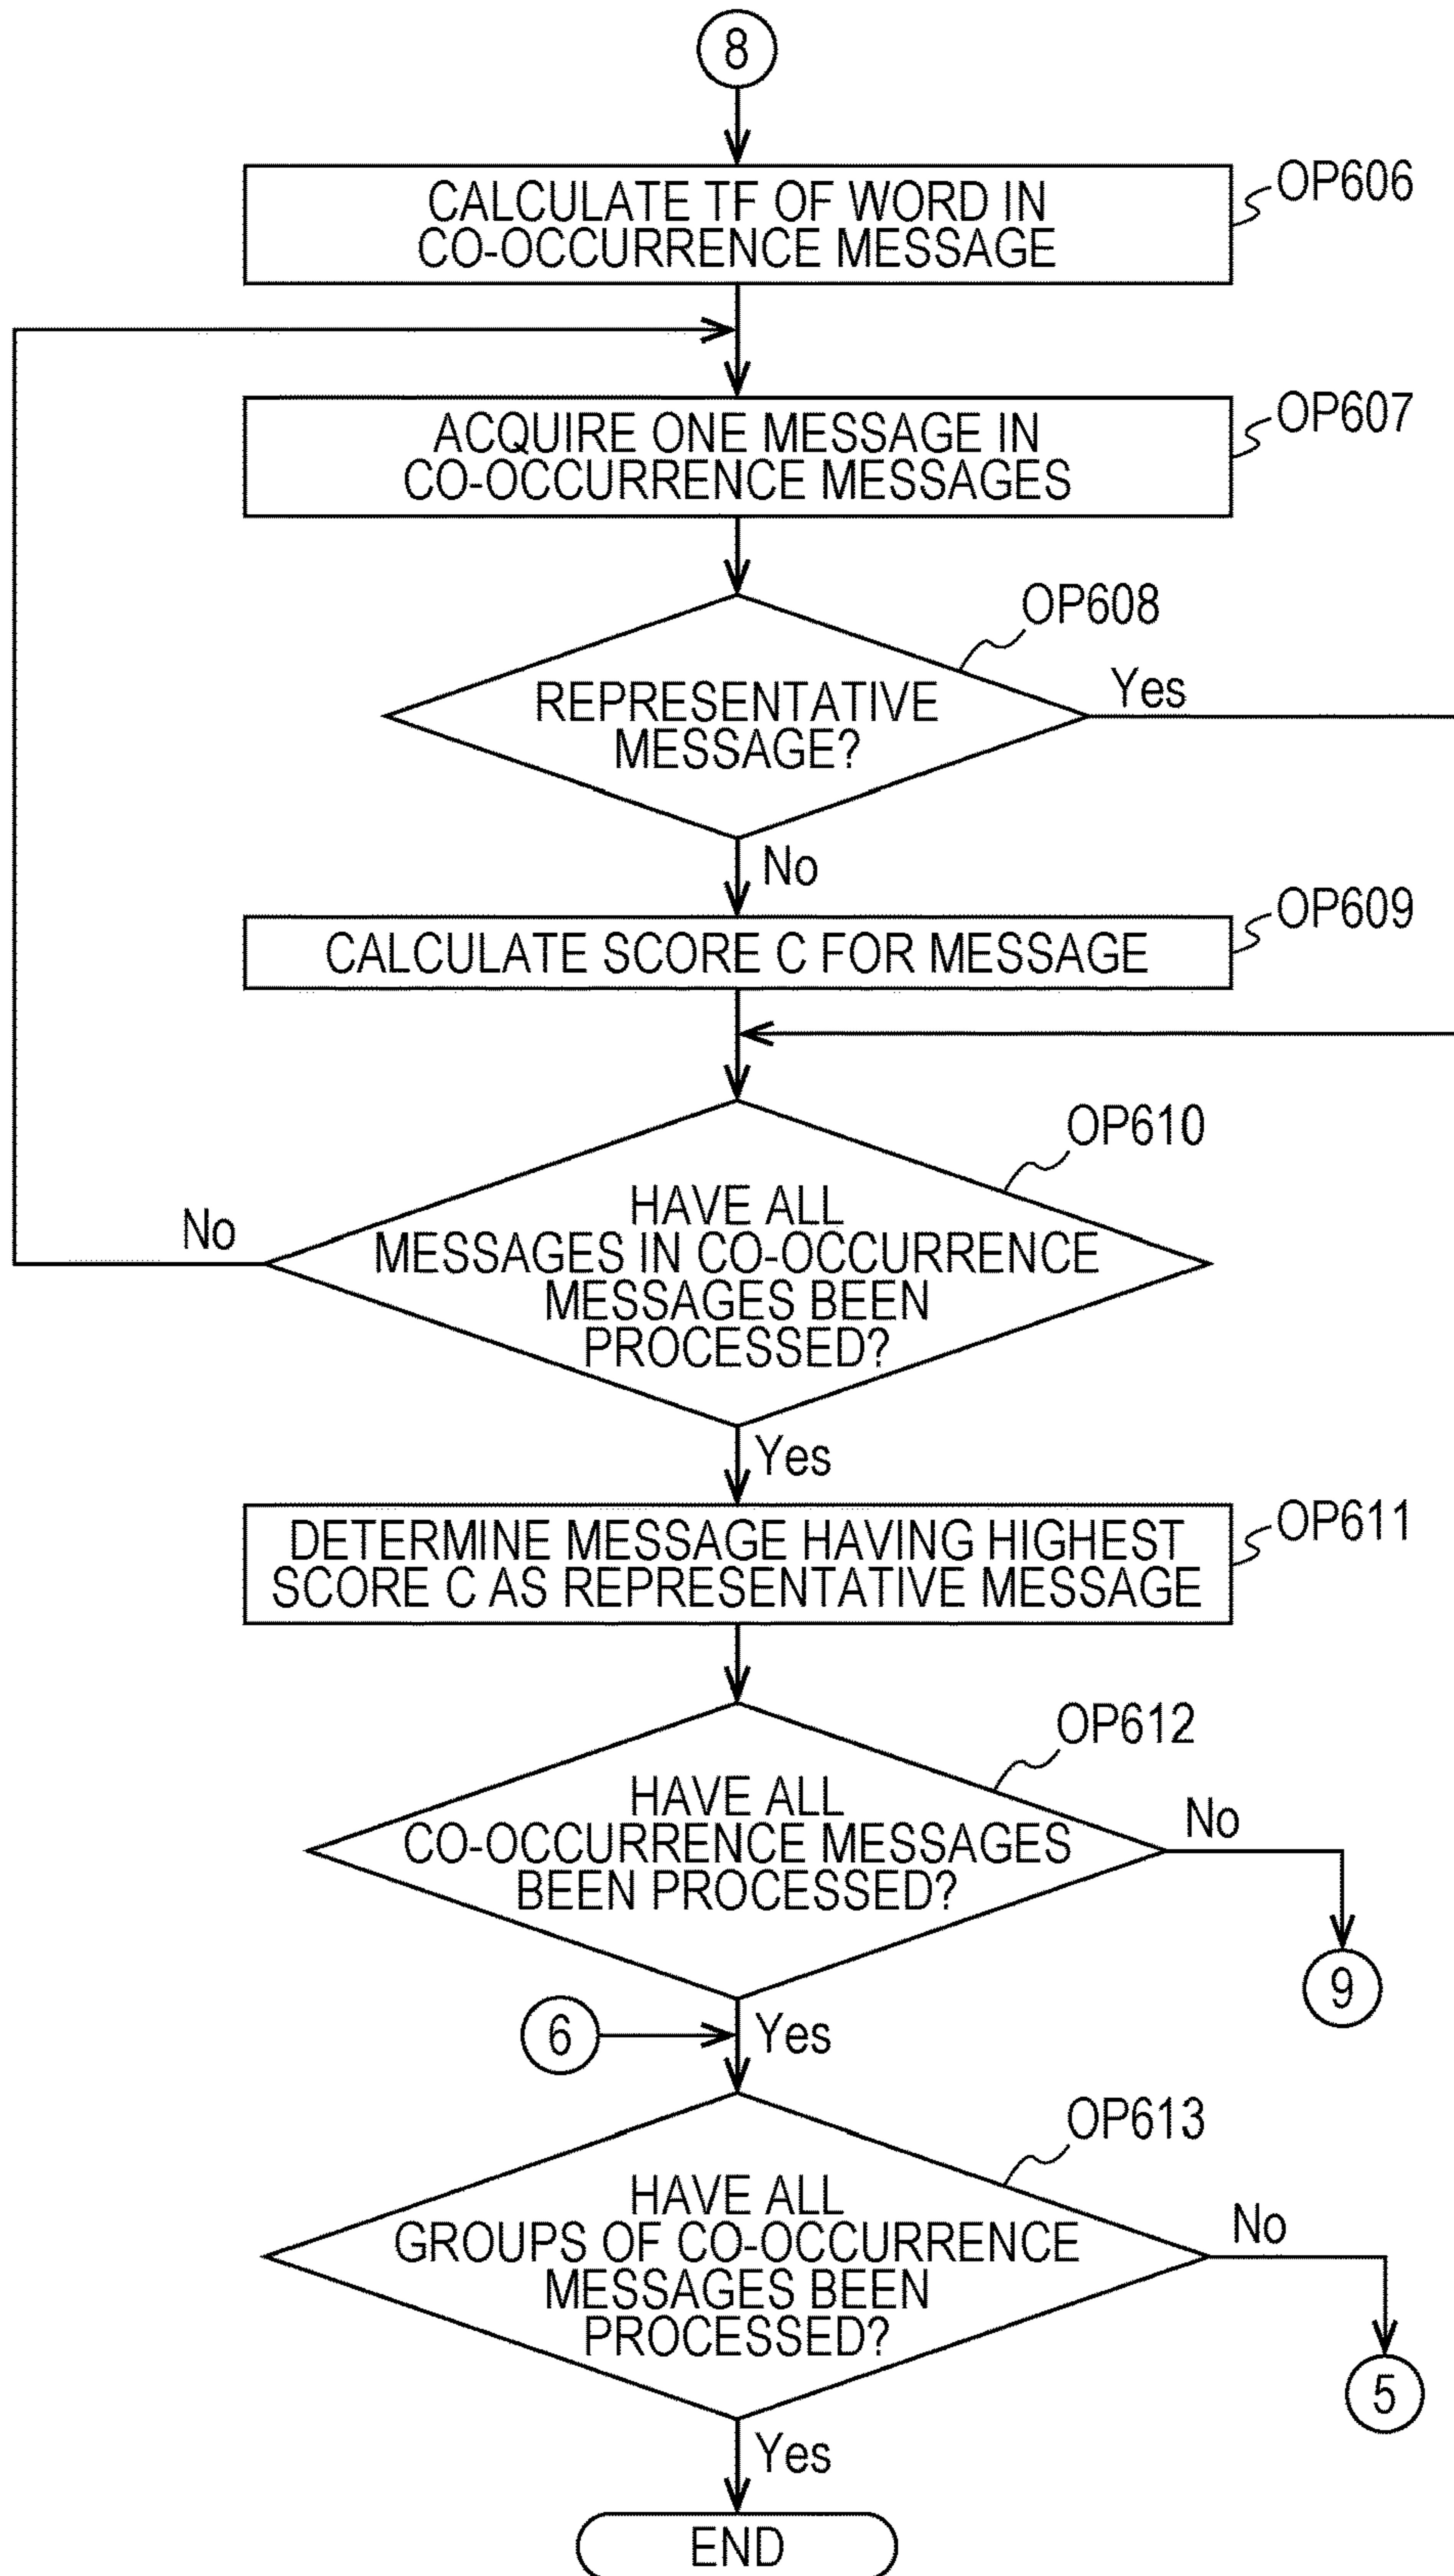 8
CALCULATE TF OF WORD IN
CO-OCCURRENCE MESSAGE
OP606
ACQUIRE ONE MESSAGE IN
CO-OCCURRENCE MESSAGES
OP607
OP608
REPRESENTATIVE
MESSAGE?
Yes
No
CALCULATE SCORE C FOR MESSAGE
OP609
OP610
HAVE ALL
MESSAGES IN CO-OCCURRENCE
MESSAGES BEEN
PROCESSED?
No
Yes
DETERMINE MESSAGE HAVING HIGHEST
SCORE C AS REPRESENTATIVE MESSAGE
OP611
OP612
HAVE ALL
CO-OCCURRENCE MESSAGES
BEEN PROCESSED?
No
9
6
Yes
OP613
HAVE ALL
GROUPS OF CO-OCCURRENCE
MESSAGES BEEN
PROCESSED?
No
5
Yes
END